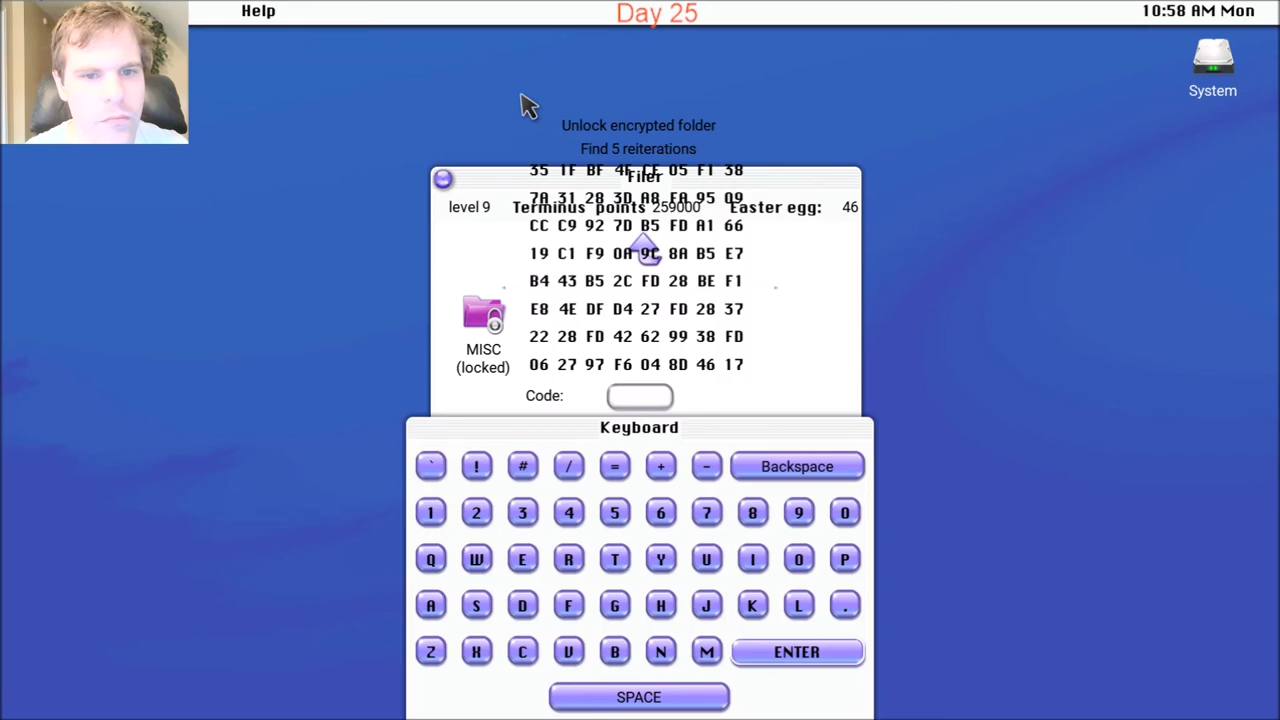 Help
Day 25
10:58 AM Mon
System
Unlock encrypted folder
Find 5 reiterations
35 1F BF 4F CE 05 F1 38
Filer
7A 31 28 3D A8 FA 95 09
level 9 Terminus points 259000 Easter egg: 46
CC C9 92 7D B5 FD A1 66
19 C1 F9 0A 9C 8A B5 E7
B4 43 B5 2C FD 28 BE F1
E8 4E DF D4 27 FD 28 37
22 28 FD 42 62 99 38 FD
06 27 97 F6 04 8D 46 17
MISC
(locked)
Code:
Keyboard
` ! # / = + - Backspace
1 2 3 4 5 6 7 8 9 0
Q W E R T Y U I O P
A S D F G H J K L .
Z X C V B N M ENTER
SPACE